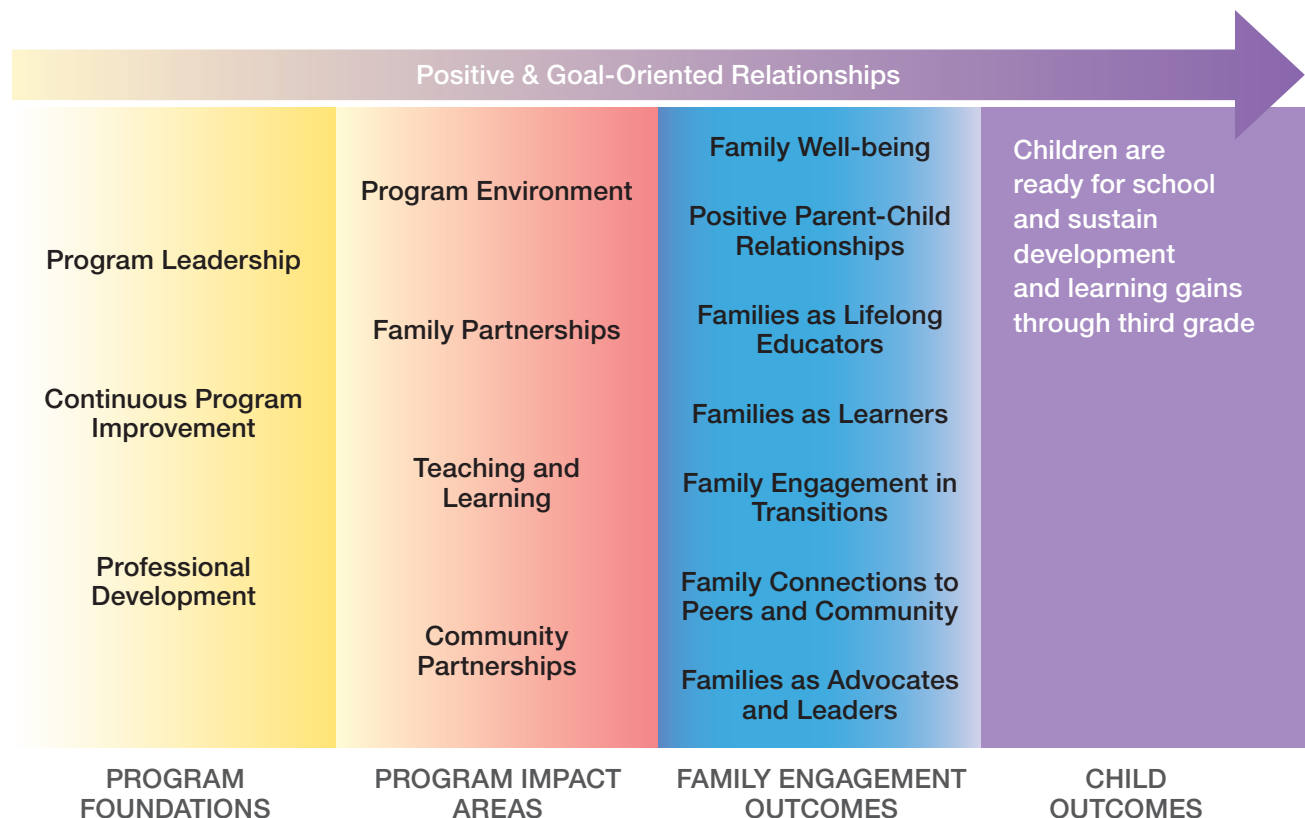 Positive & Goal-Oriented Relationships
Program Leadership
Continuous Program
Improvement
Professional
Development
PROGRAM
FOUNDATIONS
Program Environment
Family Partnerships
Teaching and
Learning
Community
Partnerships
PROGRAM IMPACT
AREAS
Family Well-being
Positive Parent-Child
Relationships
Families as Lifelong
Educators
Families as Learners
Family Engagement in
Transitions
Family Connections to
Peers and Community
Families as Advocates
and Leaders
FAMILY ENGAGEMENT
OUTCOMES
Children are
ready for school
and sustain
development
and learning gains
through third grade
CHILD
OUTCOMES